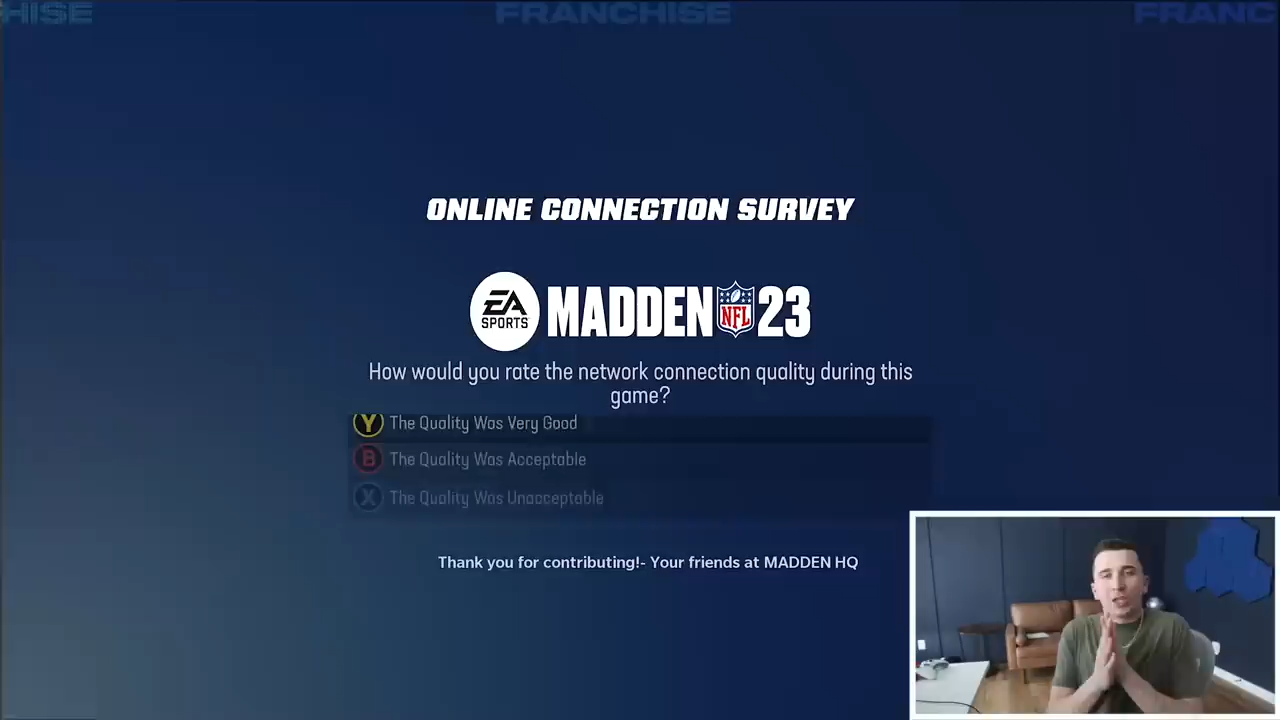 HISE FRANCHISE FRANC
ONLINE CONNECTION SURVEY
EA SPORTS MADDEN NFL 23
How would you rate the network connection quality during this
game?
Y The Quality Was Very Good
B The Quality Was Acceptable
X The Quality Was Unacceptable
Thank you for contributing!- Your friends at MADDEN HQ